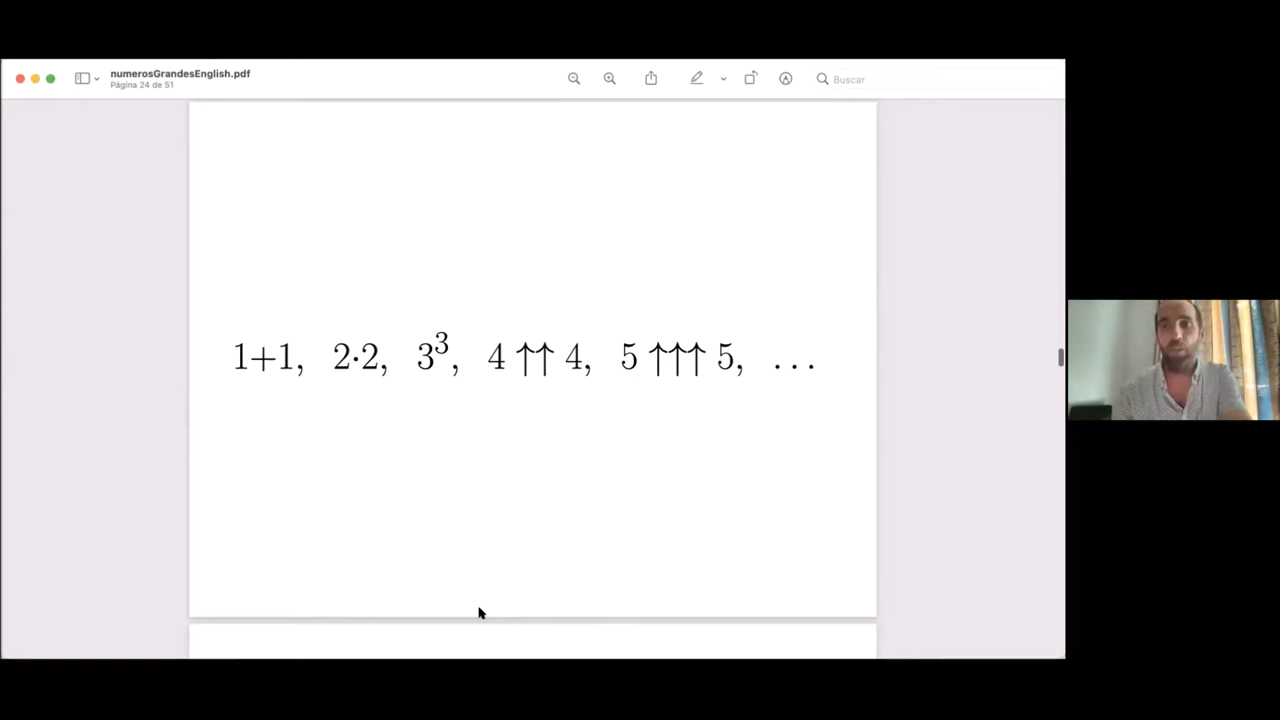 numerosGrandesEnglish.pdf
Página 24 de 51
Buscar
1+1, 2·2, 3³, 4 ↑↑ 4, 5 ↑↑↑ 5, ...